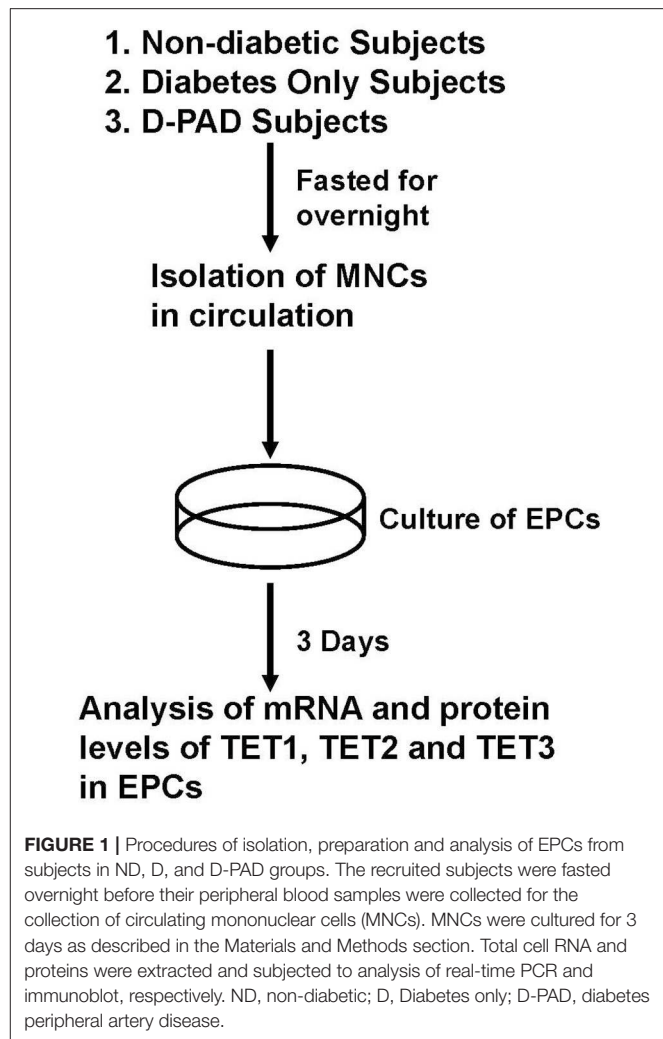 1. Non-diabetic Subjects
2. Diabetes Only Subjects
3. D-PAD Subjects
Fasted for
overnight
Isolation of MNCs
in circulation
Culture of EPCs
3 Days
Analysis of mRNA and protein
levels of TET1, TET2 and TET3
in EPCs
FIGURE 1 | Procedures of isolation, preparation and analysis of EPCs from
subjects in ND, D, and D-PAD groups. The recruited subjects were fasted
overnight before their peripheral blood samples were collected for the
collection of circulating mononuclear cells (MNCs). MNCs were cultured for 3
days as described in the Materials and Methods section. Total cell RNA and
proteins were extracted and subjected to analysis of real-time PCR and
immunoblot, respectively. ND, non-diabetic; D, Diabetes only; D-PAD, diabetes
peripheral artery disease.